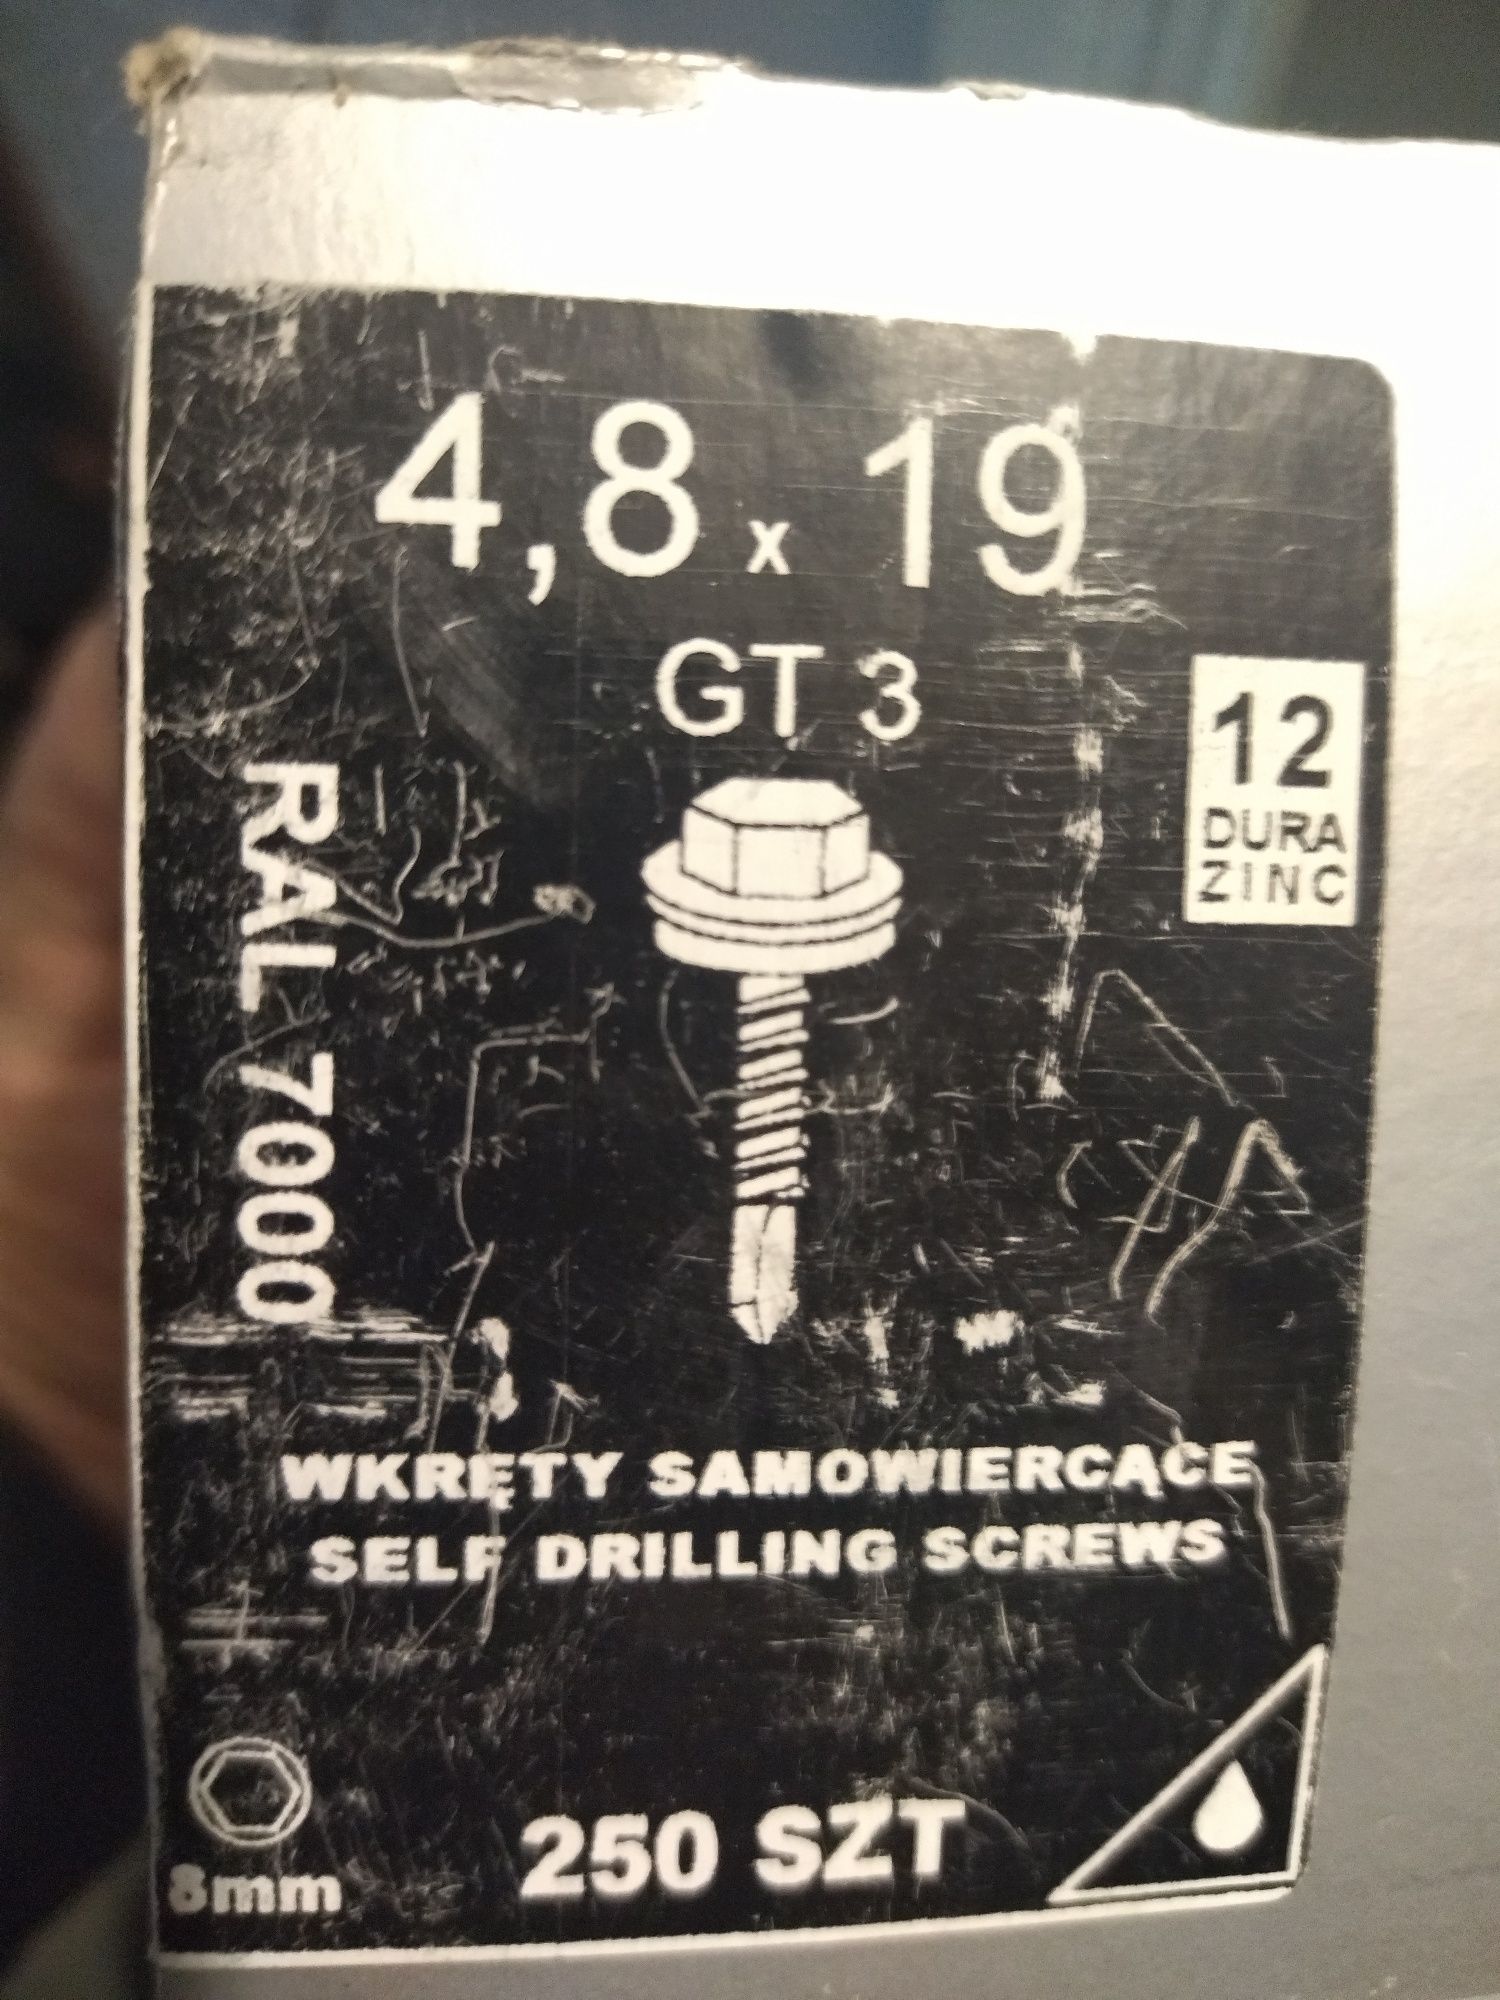 4,8 x 19
GT 3
12
DURA
ZINC
RAL 7000
WKRĘTY SAMOWIERCĄCE
SELF DRILLING SCREWS
8mm
250 SZT